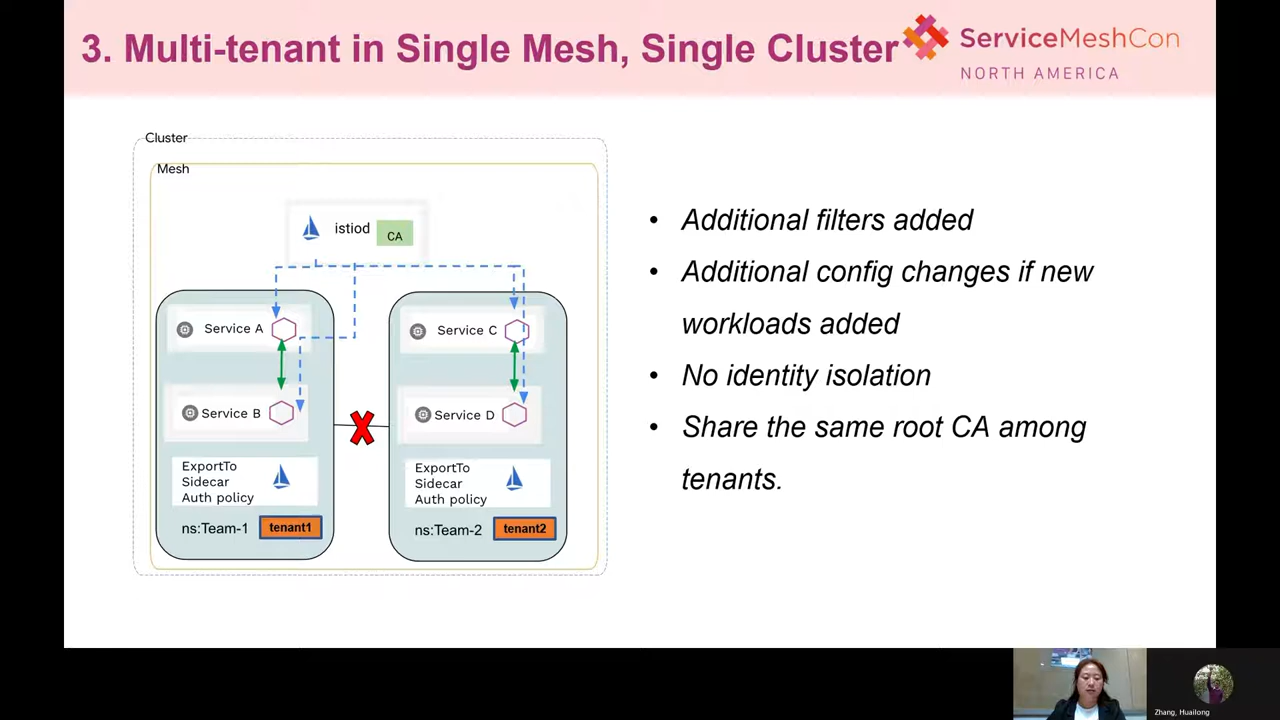 3. Multi-tenant in Single Mesh, Single Cluster
ServiceMeshCon
NORTH AMERICA
Cluster
Mesh
istiod
CA
Service A
Service B
ExportTo
Sidecar
Auth policy
ns:Team-1
tenant1
Service C
Service D
ExportTo
Sidecar
Auth policy
ns:Team-2
tenant2
• Additional filters added
• Additional config changes if new
workloads added
• No identity isolation
• Share the same root CA among
tenants.
Zhang, Huailong